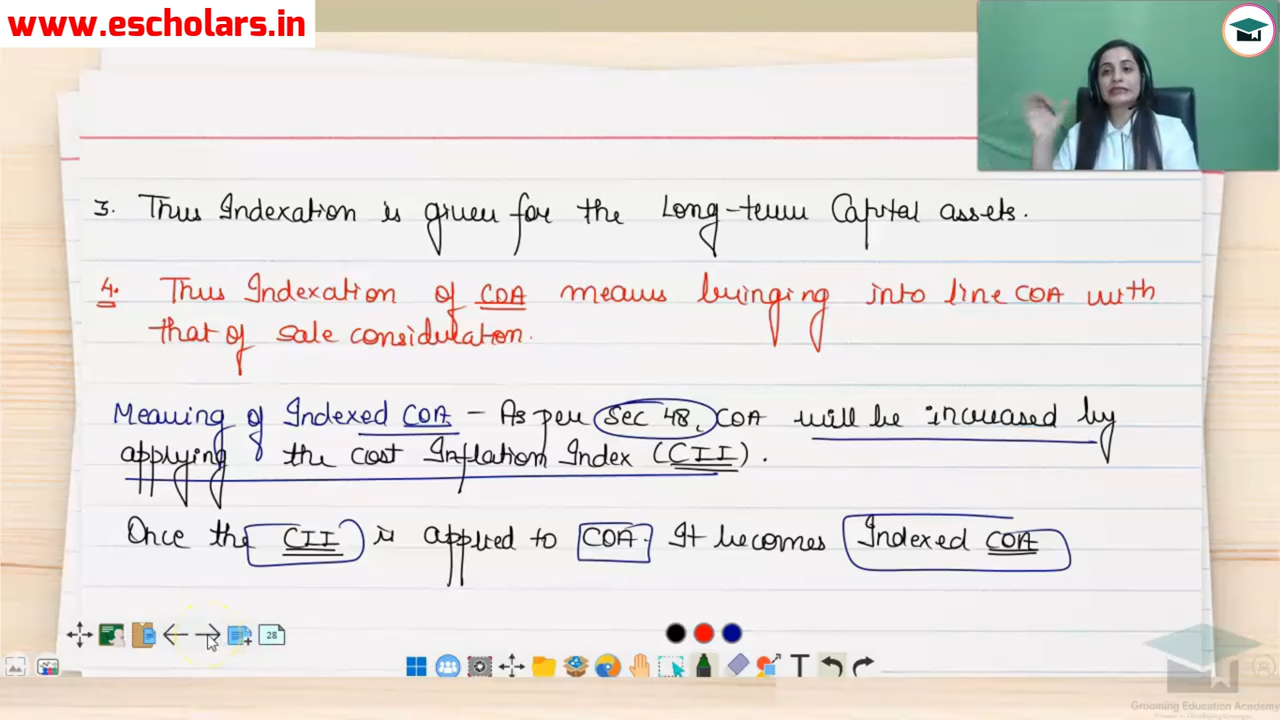 www.escholars.in
3. Thus Indexation is given for the Long-term Capital assets.
4. Thus Indexation of COA means bringing into line COA with
that of sale consideration.
Meaning of Indexed COA - As per Sec 48, COA will be increased by
applying the cost Inflation Index (CII).
Once the CII is applied to COA. It becomes Indexed COA
28
T
Grooming Education Academy